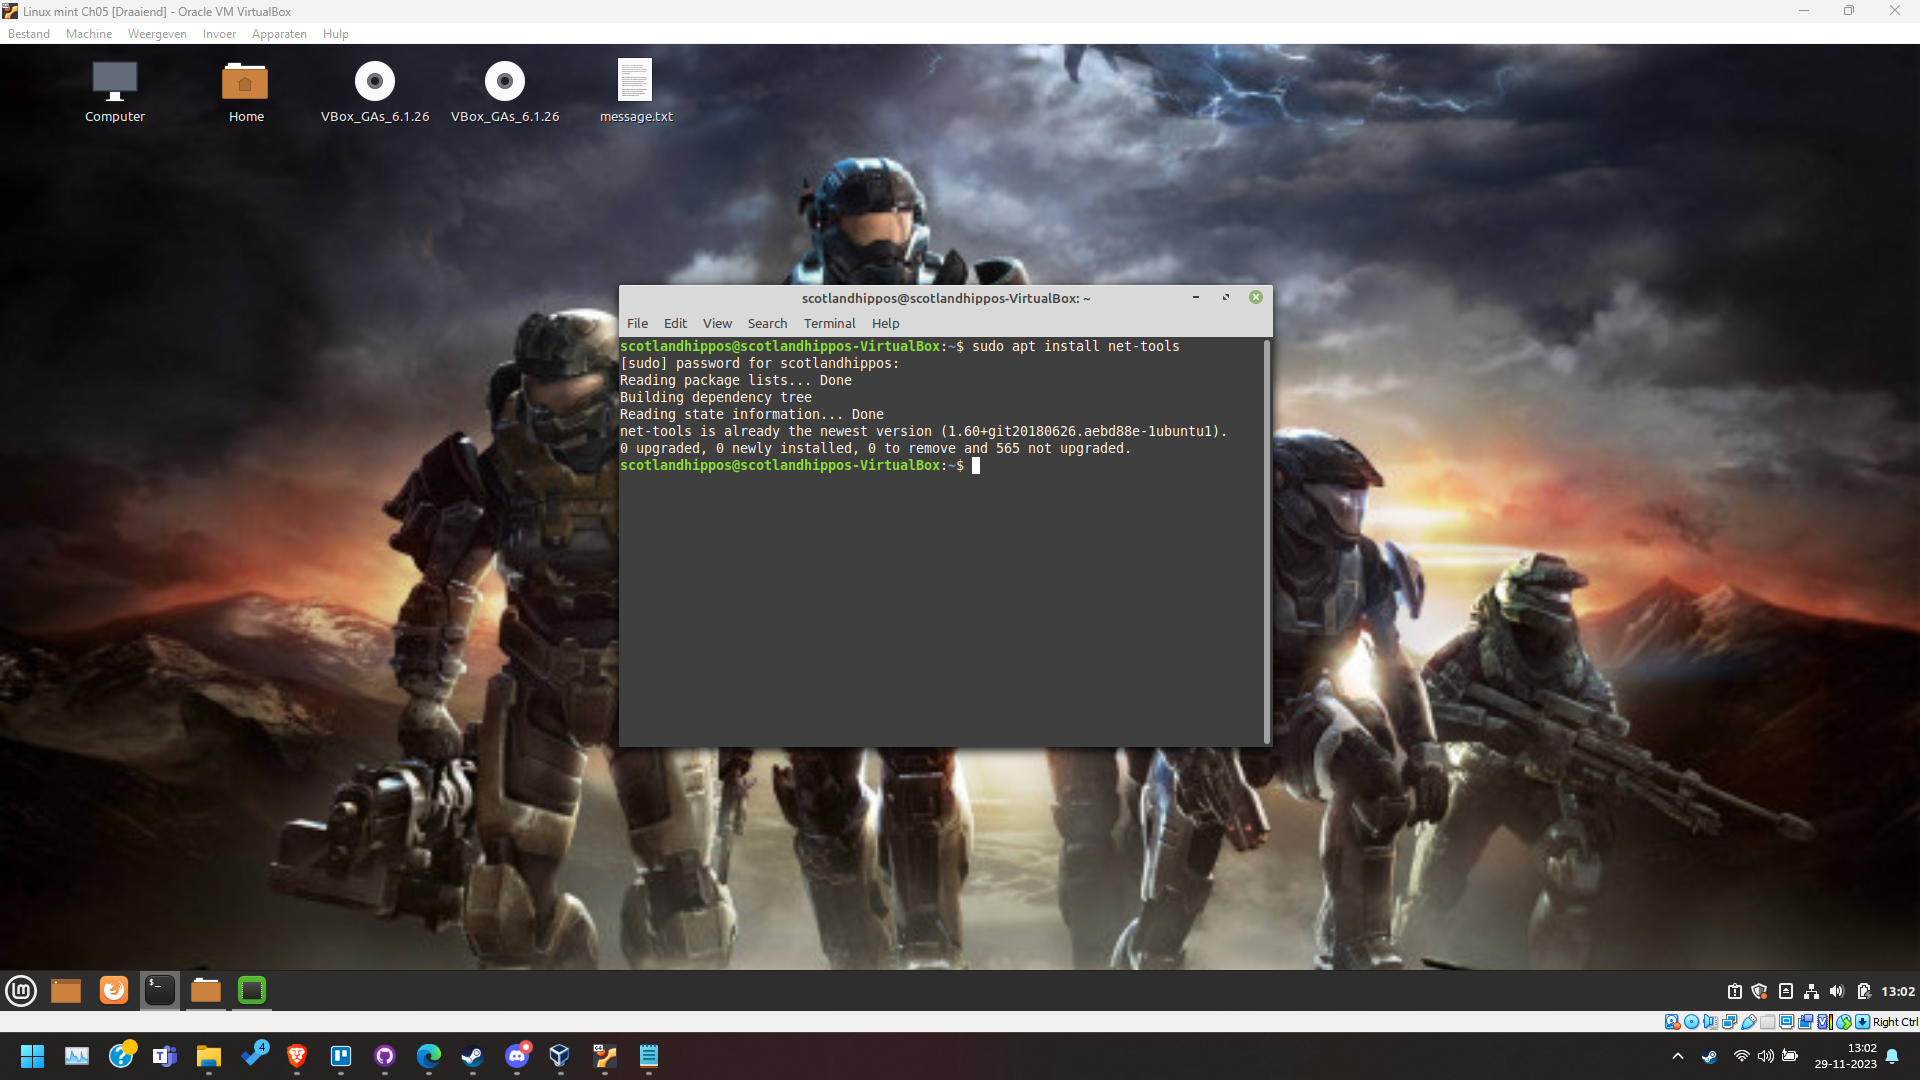 Linux mint Ch05 [Draaiend] - Oracle VM VirtualBox
Bestand Machine Weergeven Invoer Apparaten Hulp
Computer Home VBox_GAs_6.1.26 VBox_GAs_6.1.26 message.txt
scotlandhippos@scotlandhippos-VirtualBox: ~
File Edit View Search Terminal Help
scotlandhippos@scotlandhippos-VirtualBox:~$ sudo apt install net-tools
[sudo] password for scotlandhippos:
Reading package lists... Done
Building dependency tree
Reading state information... Done
net-tools is already the newest version (1.60+git20180626.aebd88e-1ubuntu1).
0 upgraded, 0 newly installed, 0 to remove and 565 not upgraded.
scotlandhippos@scotlandhippos-VirtualBox:~$
13:02
Right Ctrl
4
13:02
29-11-2023